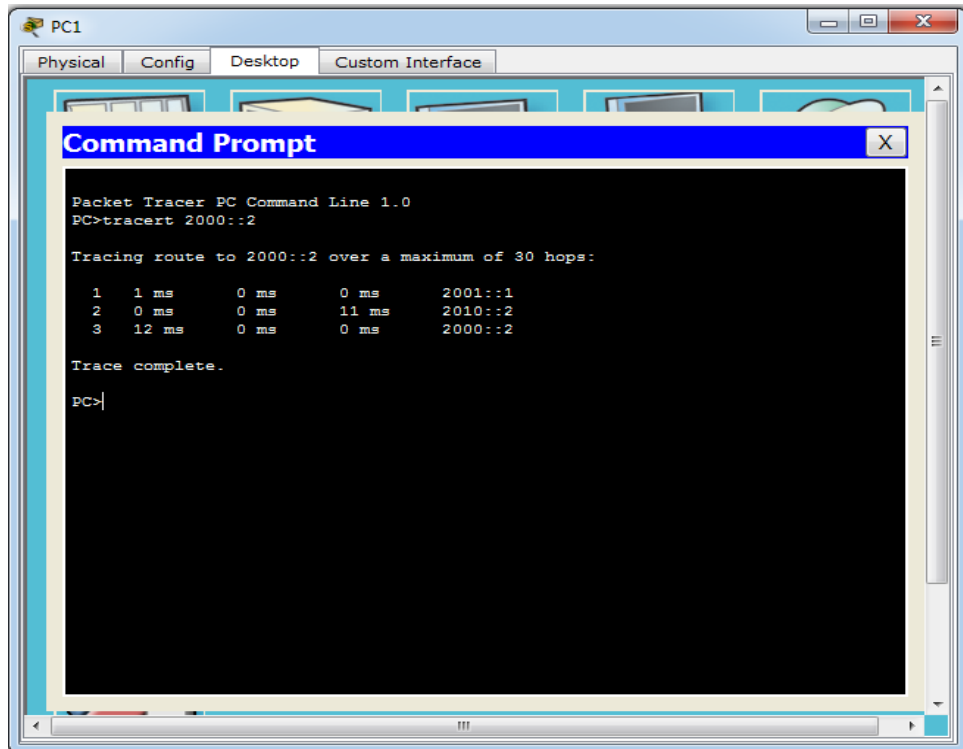 PC1
Physical Config Desktop Custom Interface
Command Prompt X
Packet Tracer PC Command Line 1.0
PC>tracert 2000::2
Tracing route to 2000::2 over a maximum of 30 hops:
1 1 ms 0 ms 0 ms 2001::1
2 0 ms 0 ms 11 ms 2010::2
3 12 ms 0 ms 0 ms 2000::2
Trace complete.
PC>